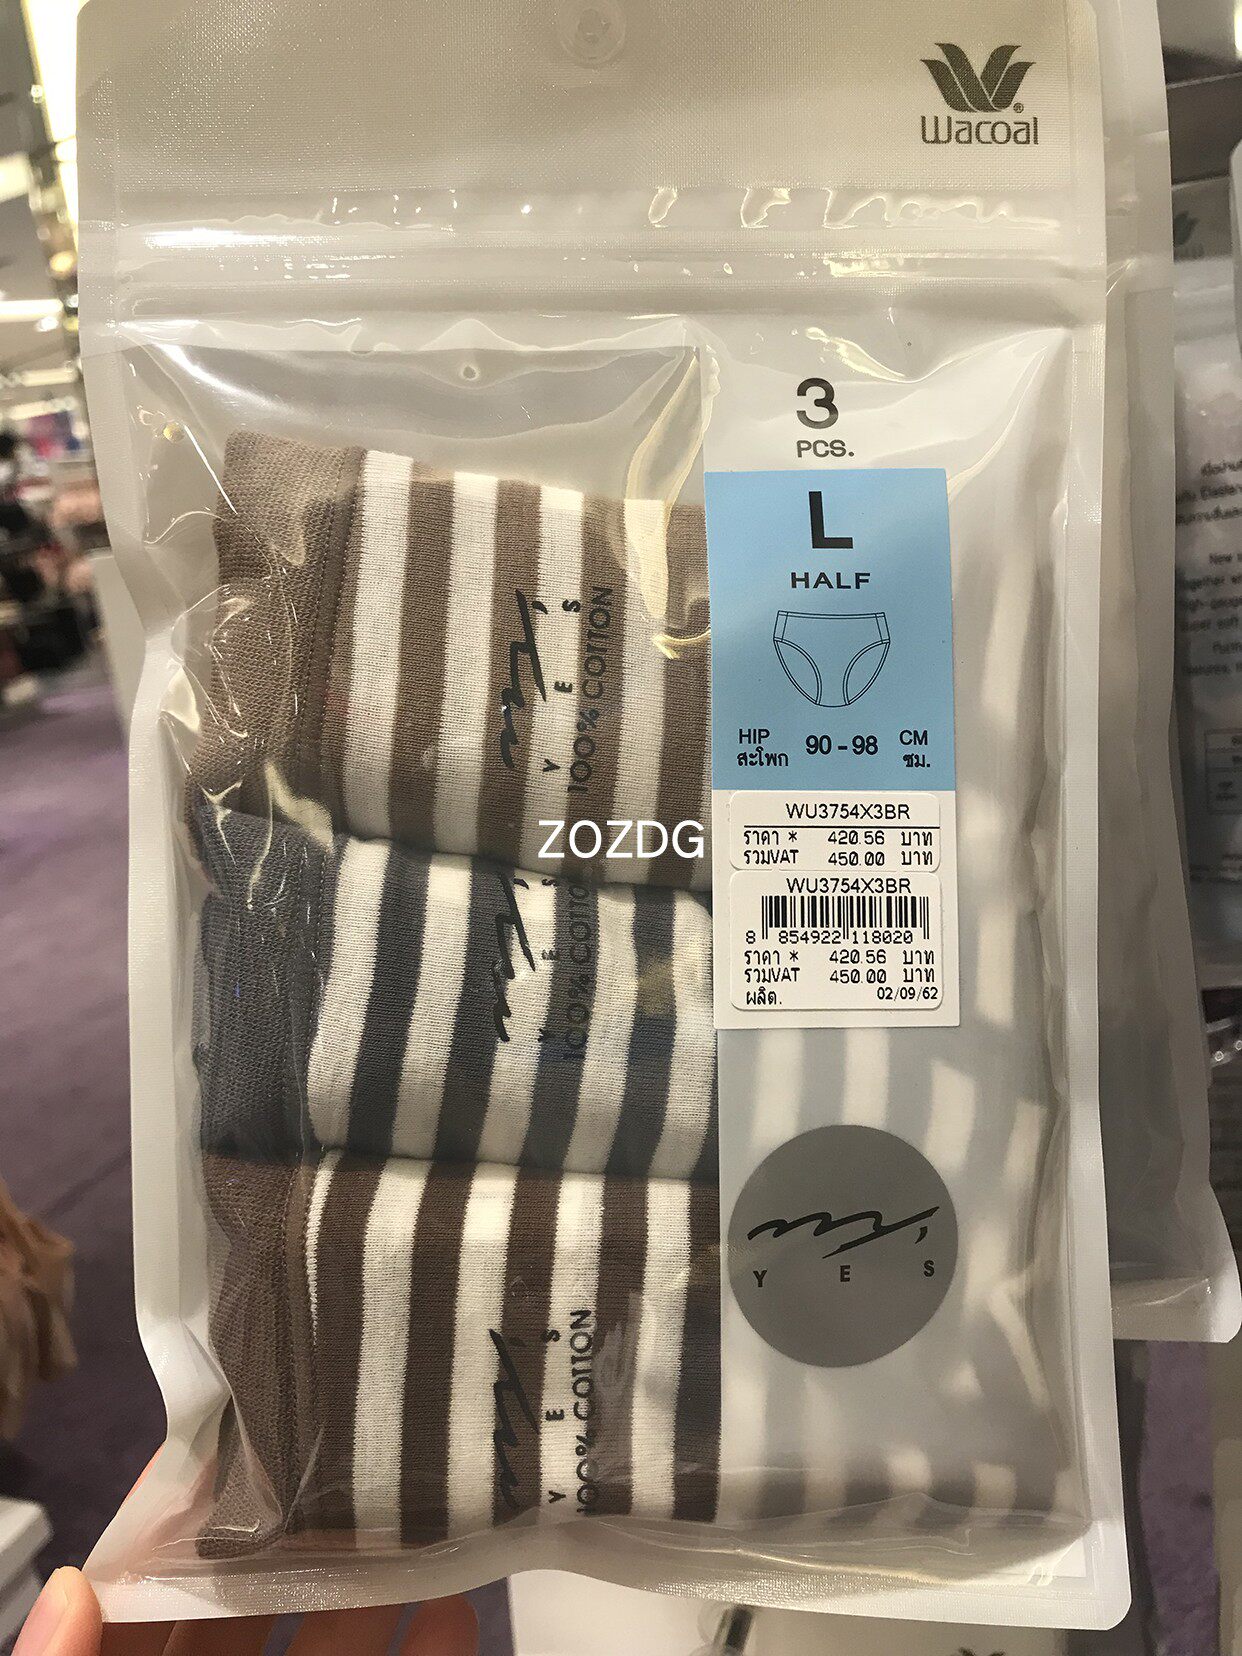 Wacoal
3
PCS.
L
HALF
HIP 90 - 98 CM
สะโพก ซม.
WU3754X3BR
ราคา * 420.56 บาท
รวมVAT 450.00 บาท
WU3754X3BR
8 854922 118020
ราคา * 420.56 บาท
รวมVAT 450.00 บาท
ผลิต. 02/09/62
YES
100% COTTON
ZOZDG
YES
100% COTTON
YES
100% COTTON
YES